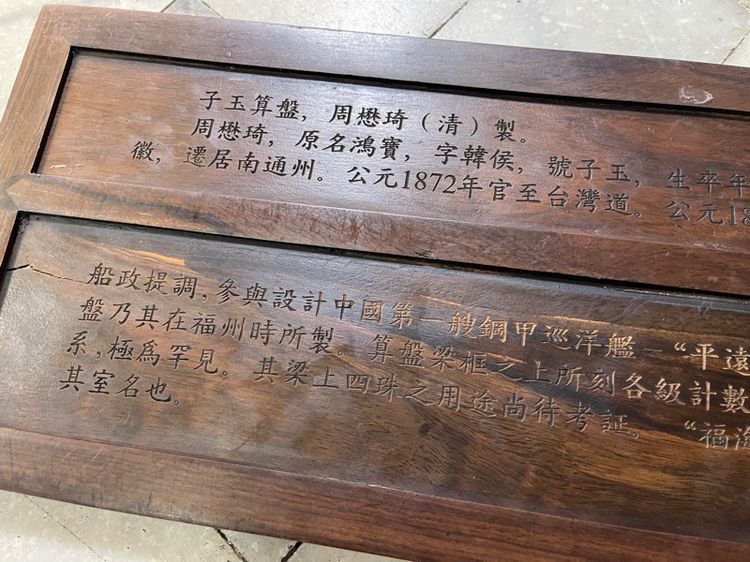 子玉算盤，周懋琦（清）製。
周懋琦，原名鴻寶，字韓侯，號子玉，生卒年
徽，遷居南通州。公元1872年官至台灣道。公元18
船政提調，參與設計中國第一艘鋼甲巡洋艦－“平遠
盤乃其在福州時所製。算盤梁框之上所刻各級計數
系，極為罕見。其梁上四珠之用途尚待考証。“福海
其室名也。